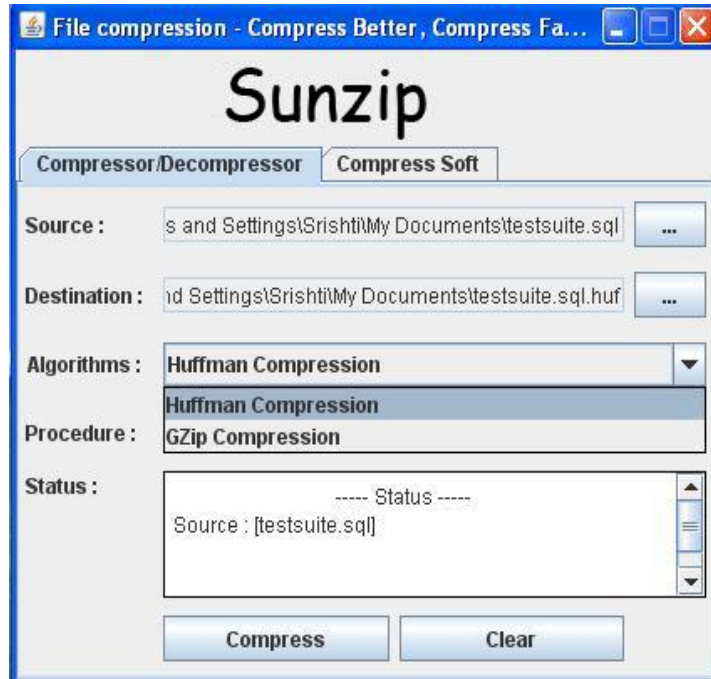 File compression - Compress Better , Compress Fa...
Sunzip
Compressor/Decompressor
Compress Soft
Source :
s and Settings\Srishti\My Documents\testsuite.sql
...
Destination :
nd Settings\Srishti\My Documents\testsuite.sql.huf
...
Algorithms :
Huffman Compression
Huffman Compression
Procedure :
GZip Compression
Status :
----- Status -----
Source : [testsuite.sql]
Compress
Clear